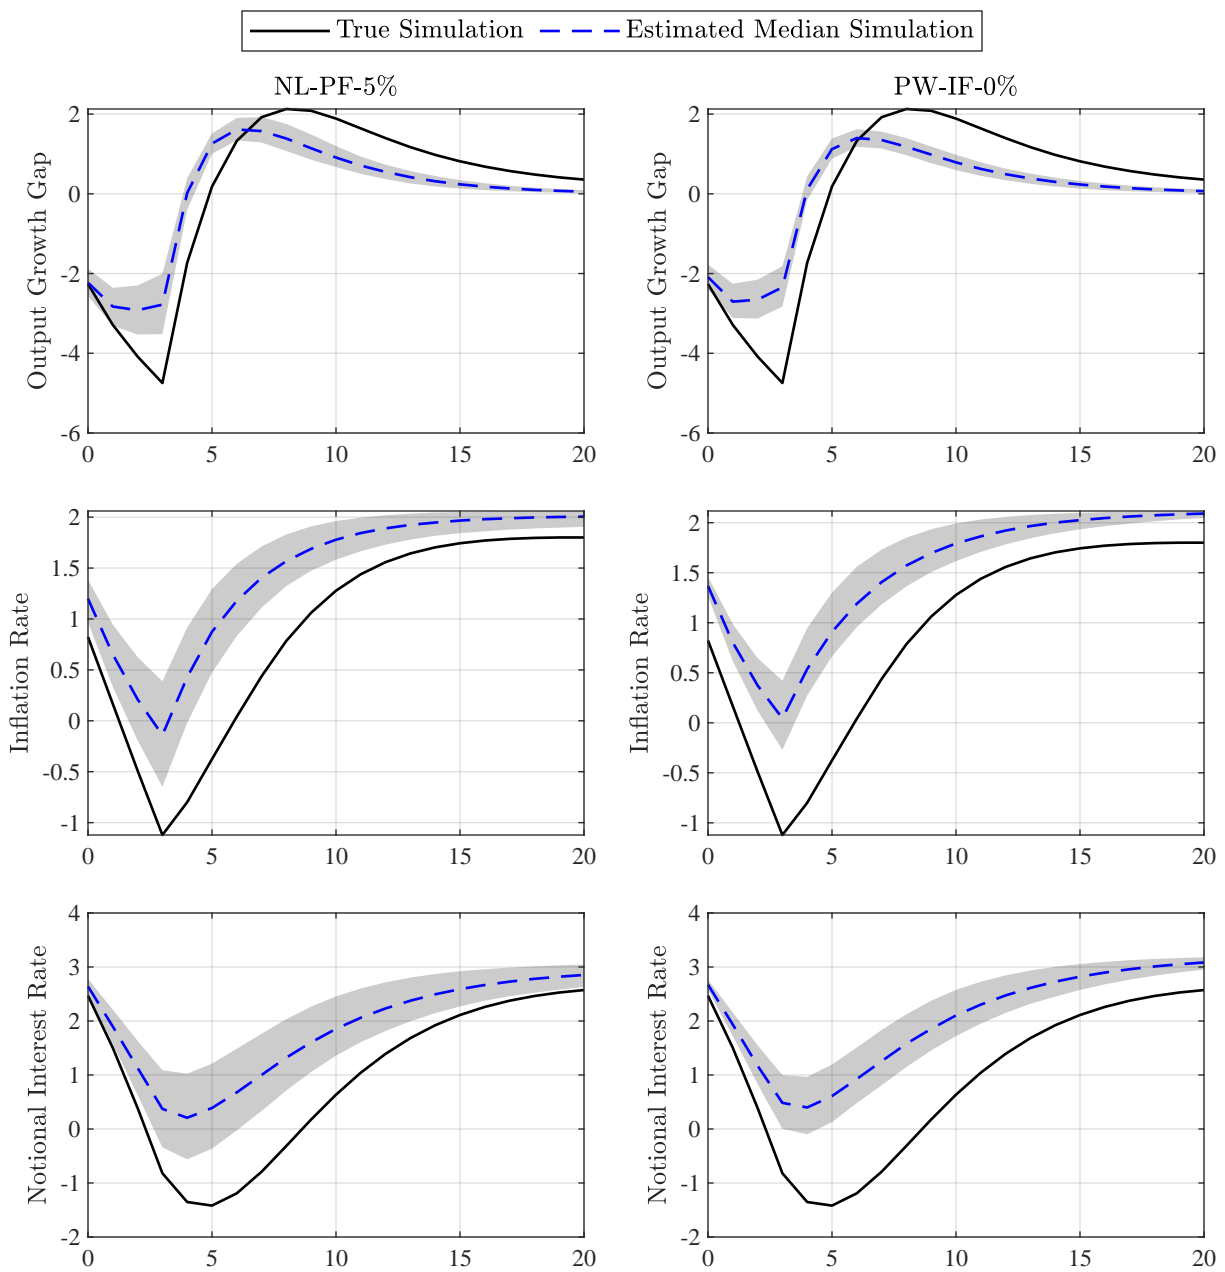 True Simulation Estimated Median Simulation
NL-PF-5%
PW-IF-0%
Output Growth Gap
2
0
-2
-4
-6
0 5 10 15 20
Output Growth Gap
2
0
-2
-4
-6
0 5 10 15 20
Inflation Rate
2
1.5
1
0.5
0
-0.5
-1
0 5 10 15 20
Inflation Rate
2
1.5
1
0.5
0
-0.5
-1
0 5 10 15 20
Notional Interest Rate
4
3
2
1
0
-1
-2
0 5 10 15 20
Notional Interest Rate
4
3
2
1
0
-1
-2
0 5 10 15 20